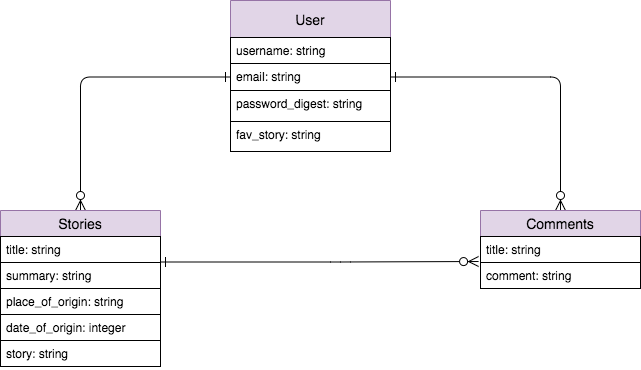 User
username: string
email: string
password_digest: string
fav_story: string
Stories
title: string
summary: string
place_of_origin: string
date_of_origin: integer
story: string
Comments
title: string
comment: string